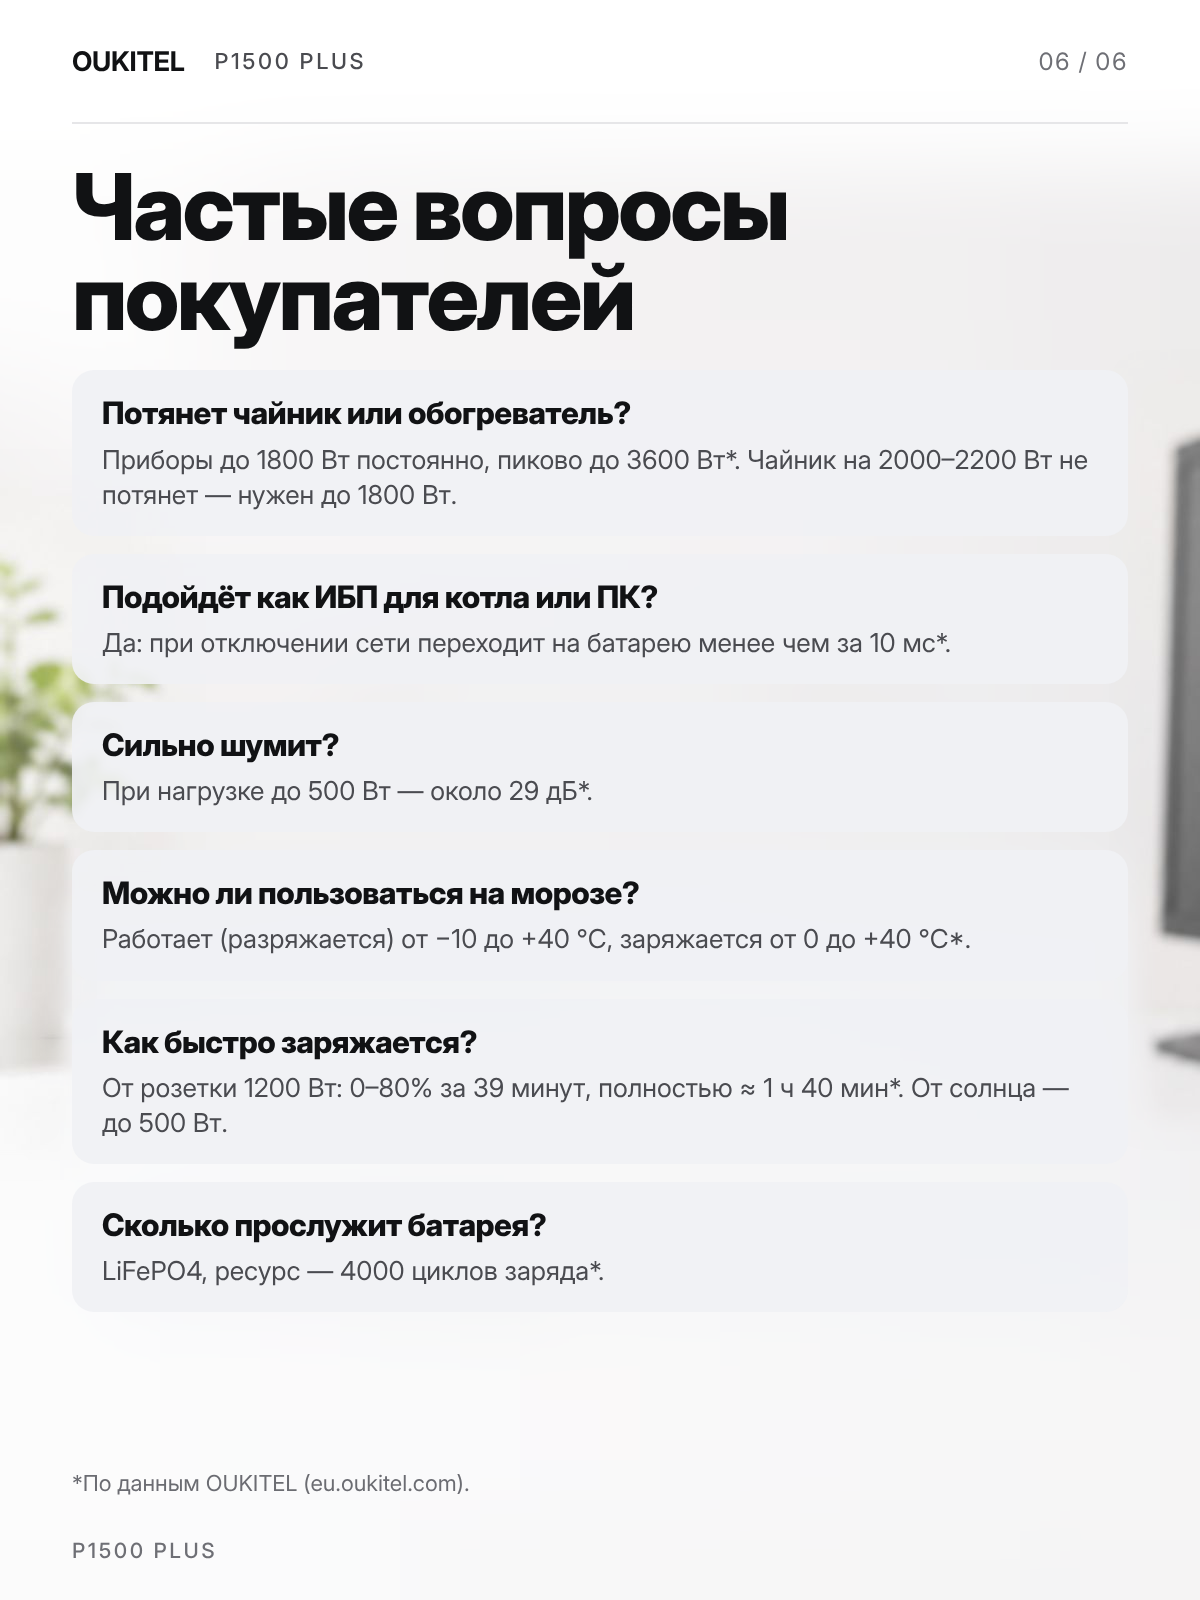 OUKITEL P1500 PLUS 06 / 06
Частые вопросы
покупателей
Потянет чайник или обогреватель?
Приборы до 1800 Вт постоянно, пиково до 3600 Вт*. Чайник на 2000–2200 Вт не
потянет — нужен до 1800 Вт.
Подойдёт как ИБП для котла или ПК?
Да: при отключении сети переходит на батарею менее чем за 10 мс*.
Сильно шумит?
При нагрузке до 500 Вт — около 29 дБ*.
Можно ли пользоваться на морозе?
Работает (разряжается) от −10 до +40 °C, заряжается от 0 до +40 °C*.
Как быстро заряжается?
От розетки 1200 Вт: 0–80% за 39 минут, полностью ≈ 1 ч 40 мин*. От солнца —
до 500 Вт.
Сколько прослужит батарея?
LiFePO4, ресурс — 4000 циклов заряда*.
*По данным OUKITEL (eu.oukitel.com).
P1500 PLUS